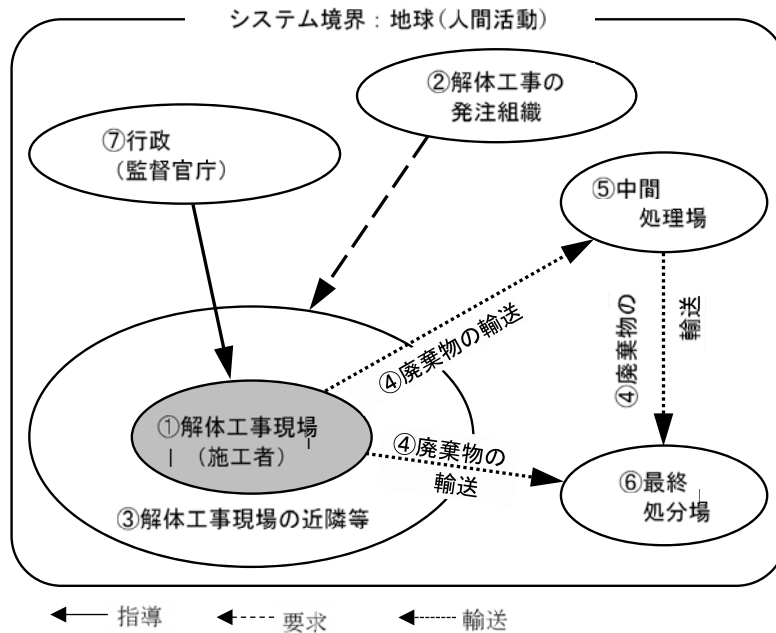 システム境界：地球(人間活動)
②解体工事の
発注組織
⑦行政
(監督官庁)
⑤中間
処理場
④廃棄物の輸送
④廃棄物の
輸送
①解体工事現場
(施工者)
④廃棄物の
輸送
⑥最終
処分場
③解体工事現場の近隣等
指導
要求
輸送